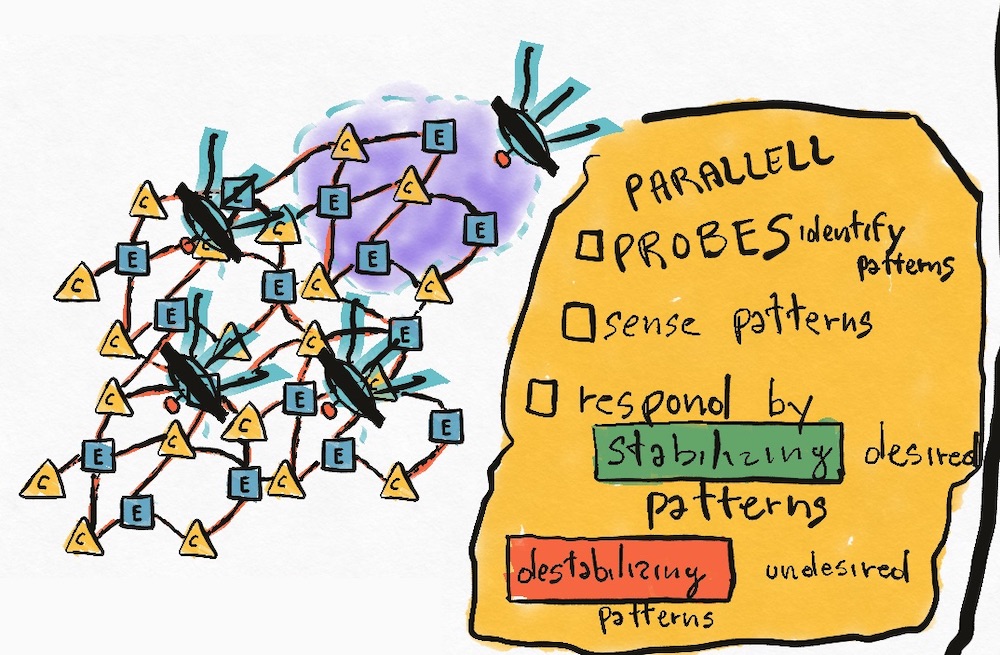 C E
C E C
C E
E E
C E C C
E E
C C
C E
C E
E C E
C E C C
E
C C
PARALLELL
PROBES identify
patterns
sense patterns
respond by
stabilizing desired
patterns
destabilizing undesired
patterns